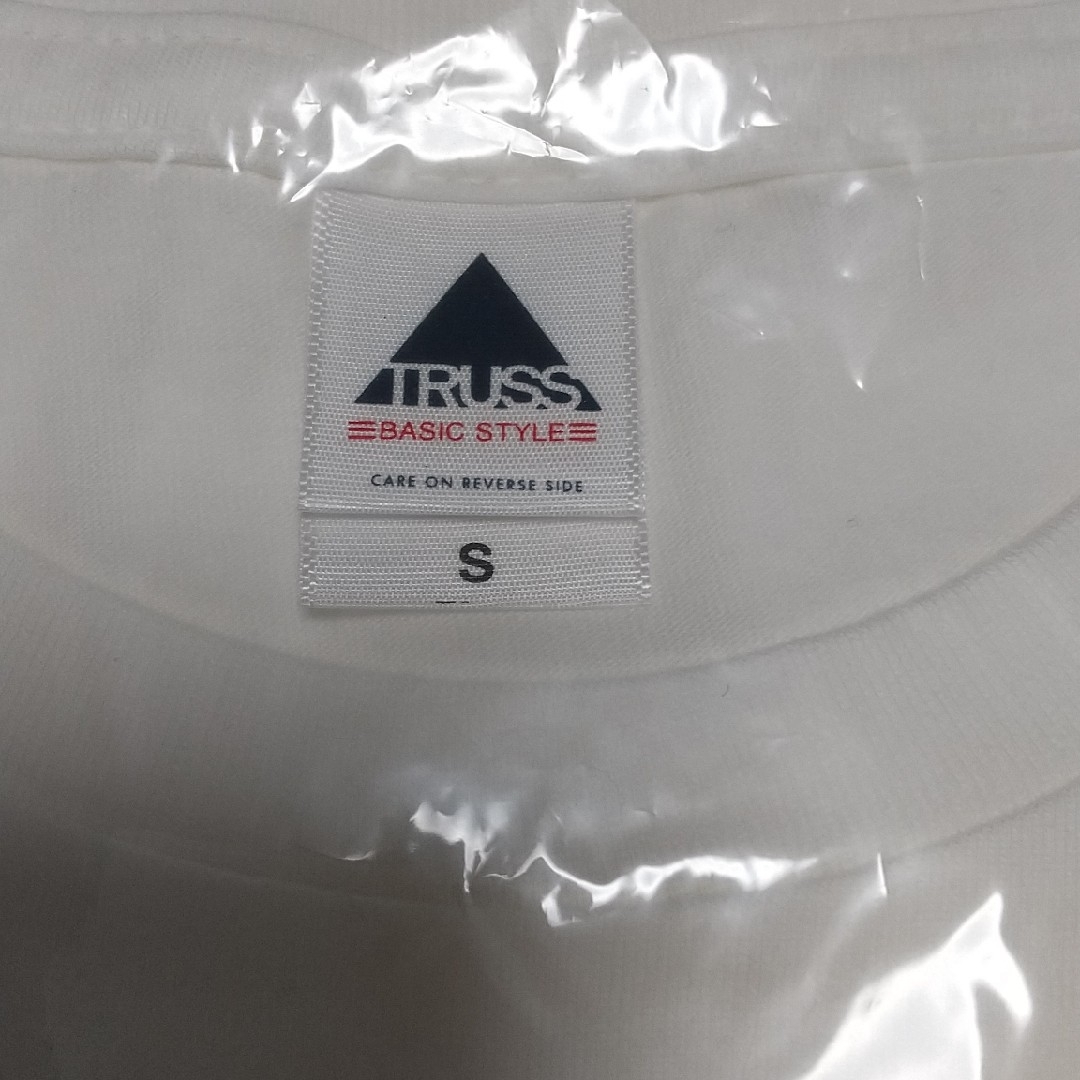 TRUSS
BASIC STYLE
CARE ON REVERSE SIDE
S